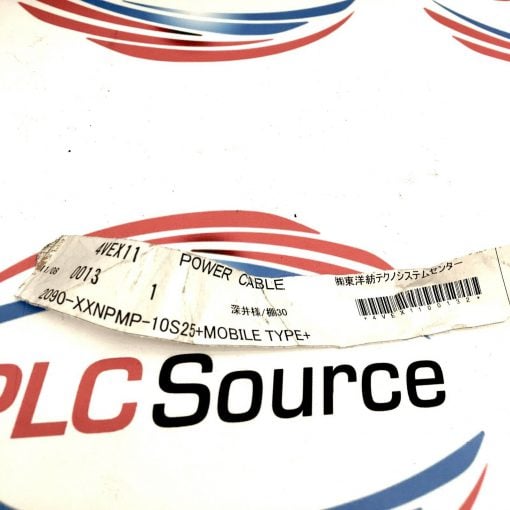 4VEX11
0013
1
POWER CABLE
2090-XXNPMP-10S25+MOBILE TYPE+
深井様/棚30
㈱東洋紡テクノシステムセンター
PLC Source